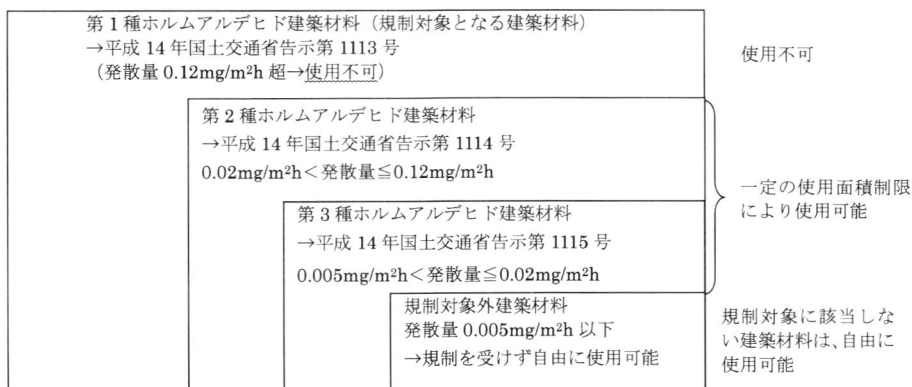 第1種ホルムアルデヒド建築材料（規制対象となる建築材料）
→平成14年国土交通省告示第1113号
（発散量0.12mg/m²h超→使用不可）
使用不可
第2種ホルムアルデヒド建築材料
→平成14年国土交通省告示第1114号
0.02mg/m²h＜発散量≦0.12mg/m²h
一定の使用面積制限
により使用可能
第3種ホルムアルデヒド建築材料
→平成14年国土交通省告示第1115号
0.005mg/m²h＜発散量≦0.02mg/m²h
規制対象外建築材料
発散量0.005mg/m²h以下
→規制を受けず自由に使用可能
規制対象に該当しな
い建築材料は、自由に
使用可能